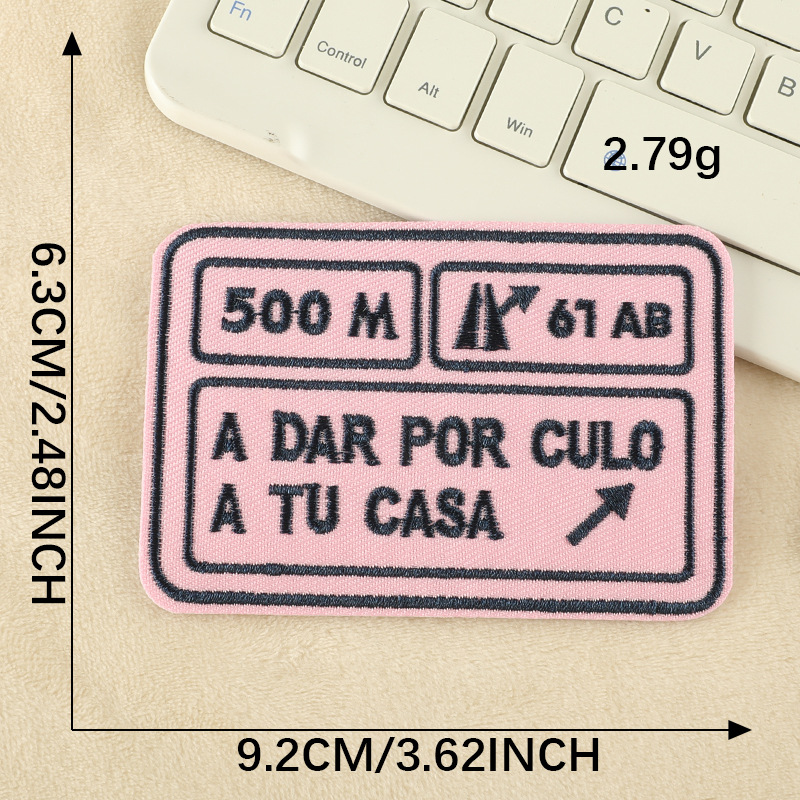 Fn
Control
Alt
Win
C
V
B
2.79g
6.3CM/2.48INCH
500 M
61 AB
A DAR POR CULO
A TU CASA
9.2CM/3.62INCH